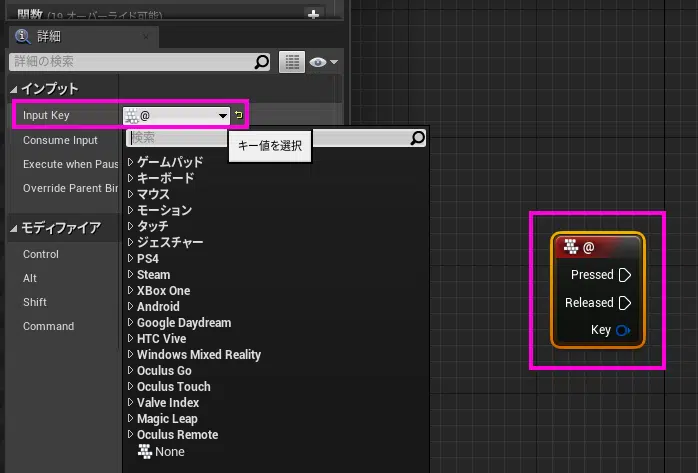 関数 (19 オーバーライド可能)
詳細
詳細の検索
インプット
Input Key
@
Consume Input
検索
キー値を選択
Execute when Paus
Override Parent Bin
モディファイア
Control
Alt
Shift
Command
ゲームパッド
キーボード
マウス
モーション
タッチ
ジェスチャー
PS4
Steam
XBox One
Android
Google Daydream
HTC Vive
Windows Mixed Reality
Oculus Go
Oculus Touch
Valve Index
Magic Leap
Oculus Remote
None
@
Pressed
Released
Key